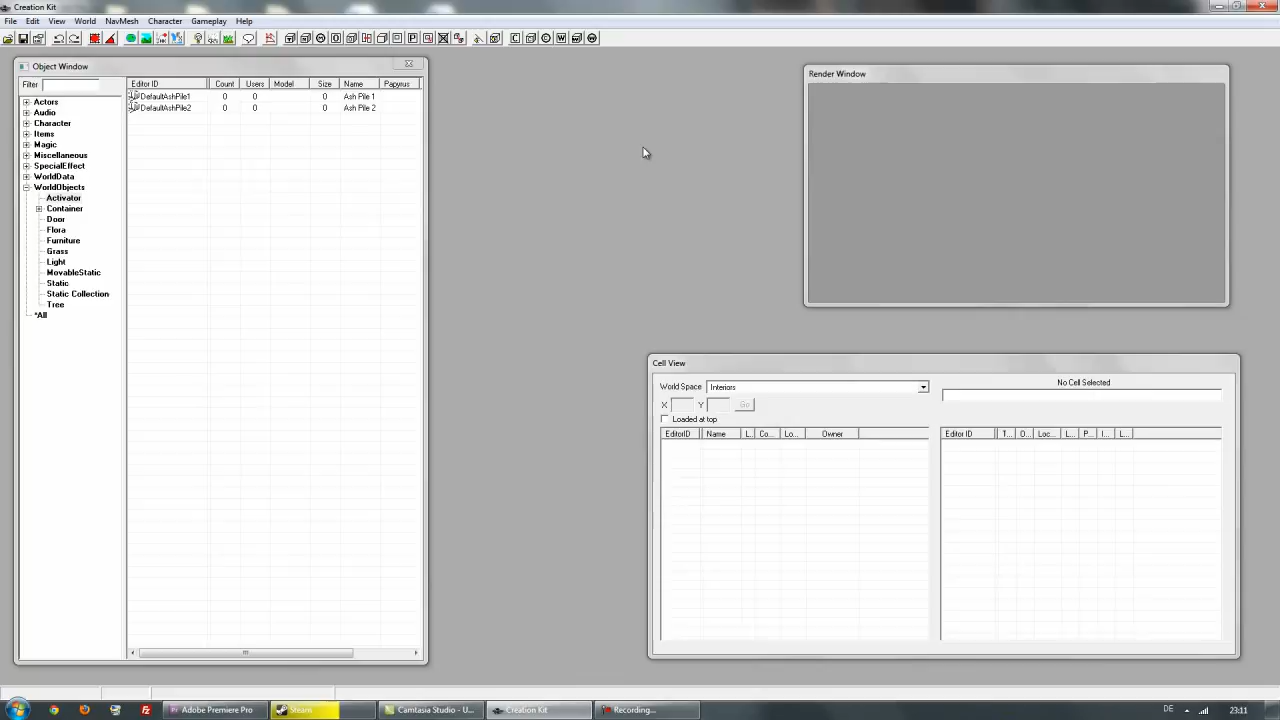 Creation Kit
File Edit View World NavMesh Character Gameplay Help
Object Window
Filter
Editor ID Count Users Model Size Name Papyrus
DefaultAshPile1 0 0 0 Ash Pile 1
DefaultAshPile2 0 0 0 Ash Pile 2
Actors
Audio
Character
Items
Magic
Miscellaneous
SpecialEffect
WorldData
WorldObjects
Activator
Container
Door
Flora
Furniture
Grass
Light
MovableStatic
Static
Static Collection
Tree
*All
Render Window
Cell View
World Space Interiors
No Cell Selected
X Y Go
Loaded at top
EditorID Name L.. Co... Lo... Owner
Editor ID T... O... Loc... L... P... I... L...
Adobe Premiere Pro Steam Camtasia Studio - U... Creation Kit Recording... DE 23:11